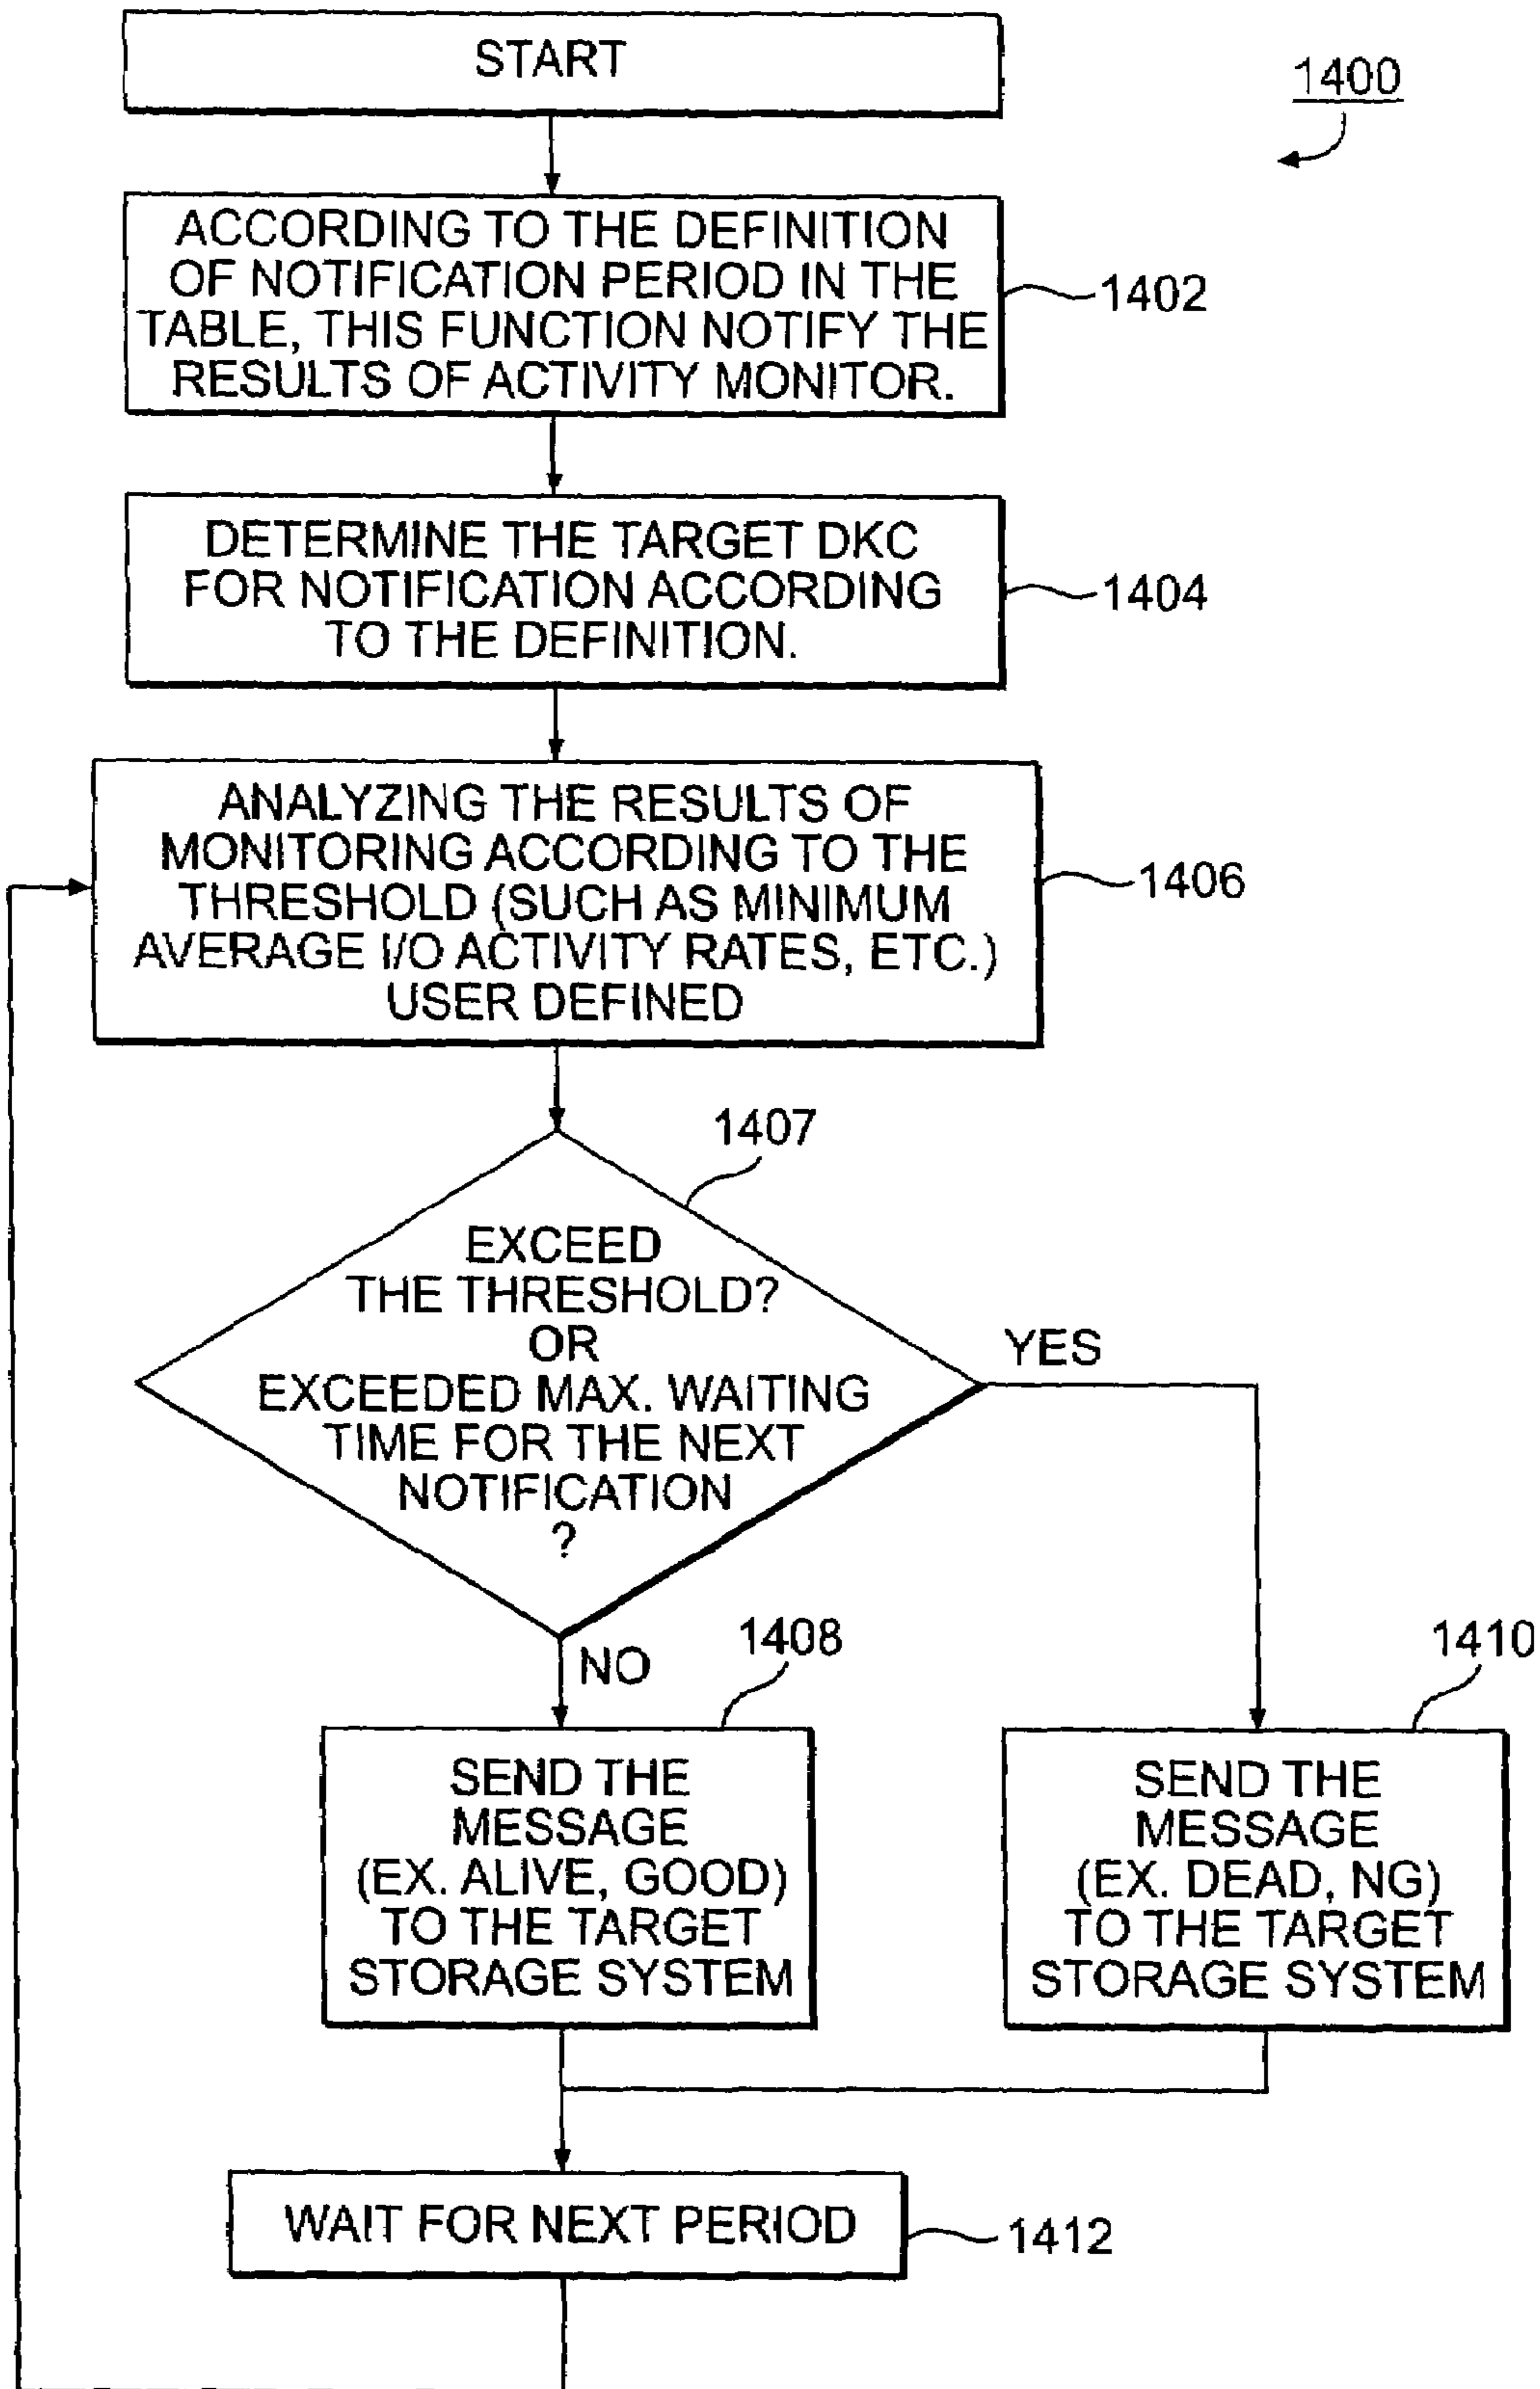 START
1400
ACCORDING TO THE DEFINITION
OF NOTIFICATION PERIOD IN THE
TABLE, THIS FUNCTION NOTIFY THE
RESULTS OF ACTIVITY MONITOR.
1402
DETERMINE THE TARGET DKC
FOR NOTIFICATION ACCORDING
TO THE DEFINITION.
1404
ANALYZING THE RESULTS OF
MONITORING ACCORDING TO THE
THRESHOLD (SUCH AS MINIMUM
AVERAGE I/O ACTIVITY RATES, ETC.)
USER DEFINED
1406
1407
EXCEED
THE THRESHOLD?
OR
EXCEEDED MAX. WAITING
TIME FOR THE NEXT
NOTIFICATION
?
YES
NO
1408
SEND THE
MESSAGE
(EX. ALIVE, GOOD)
TO THE TARGET
STORAGE SYSTEM
1410
SEND THE
MESSAGE
(EX. DEAD, NG)
TO THE TARGET
STORAGE SYSTEM
WAIT FOR NEXT PERIOD
1412